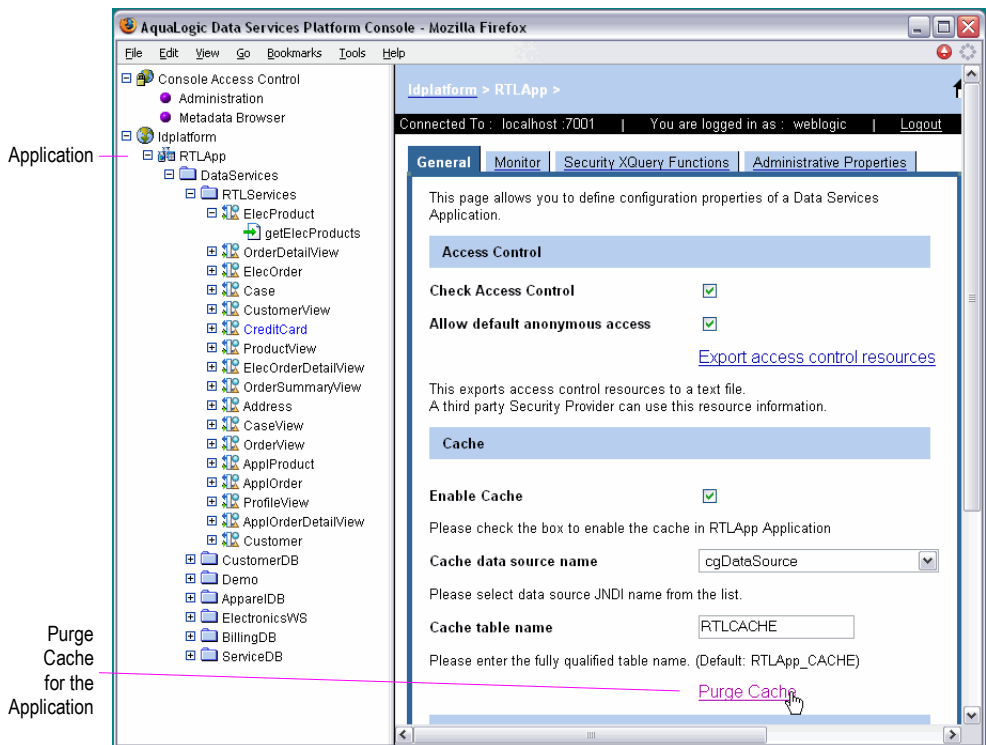 AquaLogic Data Services Platform Console - Mozilla Firefox
File Edit View Go Bookmarks Tools Help
Console Access Control
Administration
Metadata Browser
ldplatform
Application
RTLApp
DataServices
RTLServices
ElecProduct
getElecProducts
OrderDetailView
ElecOrder
Case
CustomerView
CreditCard
ProductView
ElecOrderDetailView
OrderSummaryView
Address
CaseView
OrderView
ApplProduct
ApplOrder
ProfileView
ApplOrderDetailView
Customer
CustomerDB
Demo
ApparelDB
ElectronicsWS
BillingDB
ServiceDB
Purge
Cache
for the
Application
ldplatform > RTLApp >
Connected To : localhost :7001 | You are logged in as : weblogic | Logout
General Monitor Security XQuery Functions Administrative Properties
This page allows you to define configuration properties of a Data Services
Application.
Access Control
Check Access Control
Allow default anonymous access
Export access control resources
This exports access control resources to a text file.
A third party Security Provider can use this resource information.
Cache
Enable Cache
Please check the box to enable the cache in RTLApp Application
Cache data source name cgDataSource
Please select data source JNDI name from the list.
Cache table name RTLCACHE
Please enter the fully qualified table name. (Default: RTLApp_CACHE)
Purge Cache